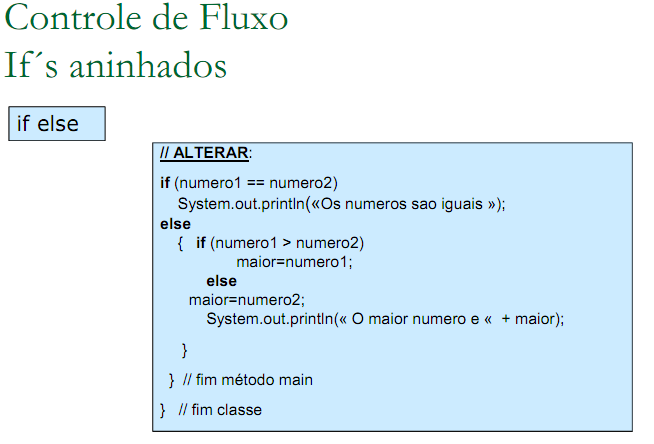 Controle de Fluxo
If´s aninhados
if else
// ALTERAR:
if (numero1 == numero2)
System.out.println(«Os numeros sao iguais »);
else
{ if (numero1 > numero2)
maior=numero1;
else
maior=numero2;
System.out.println(« O maior numero e « + maior);
}
} // fim método main
} // fim classe